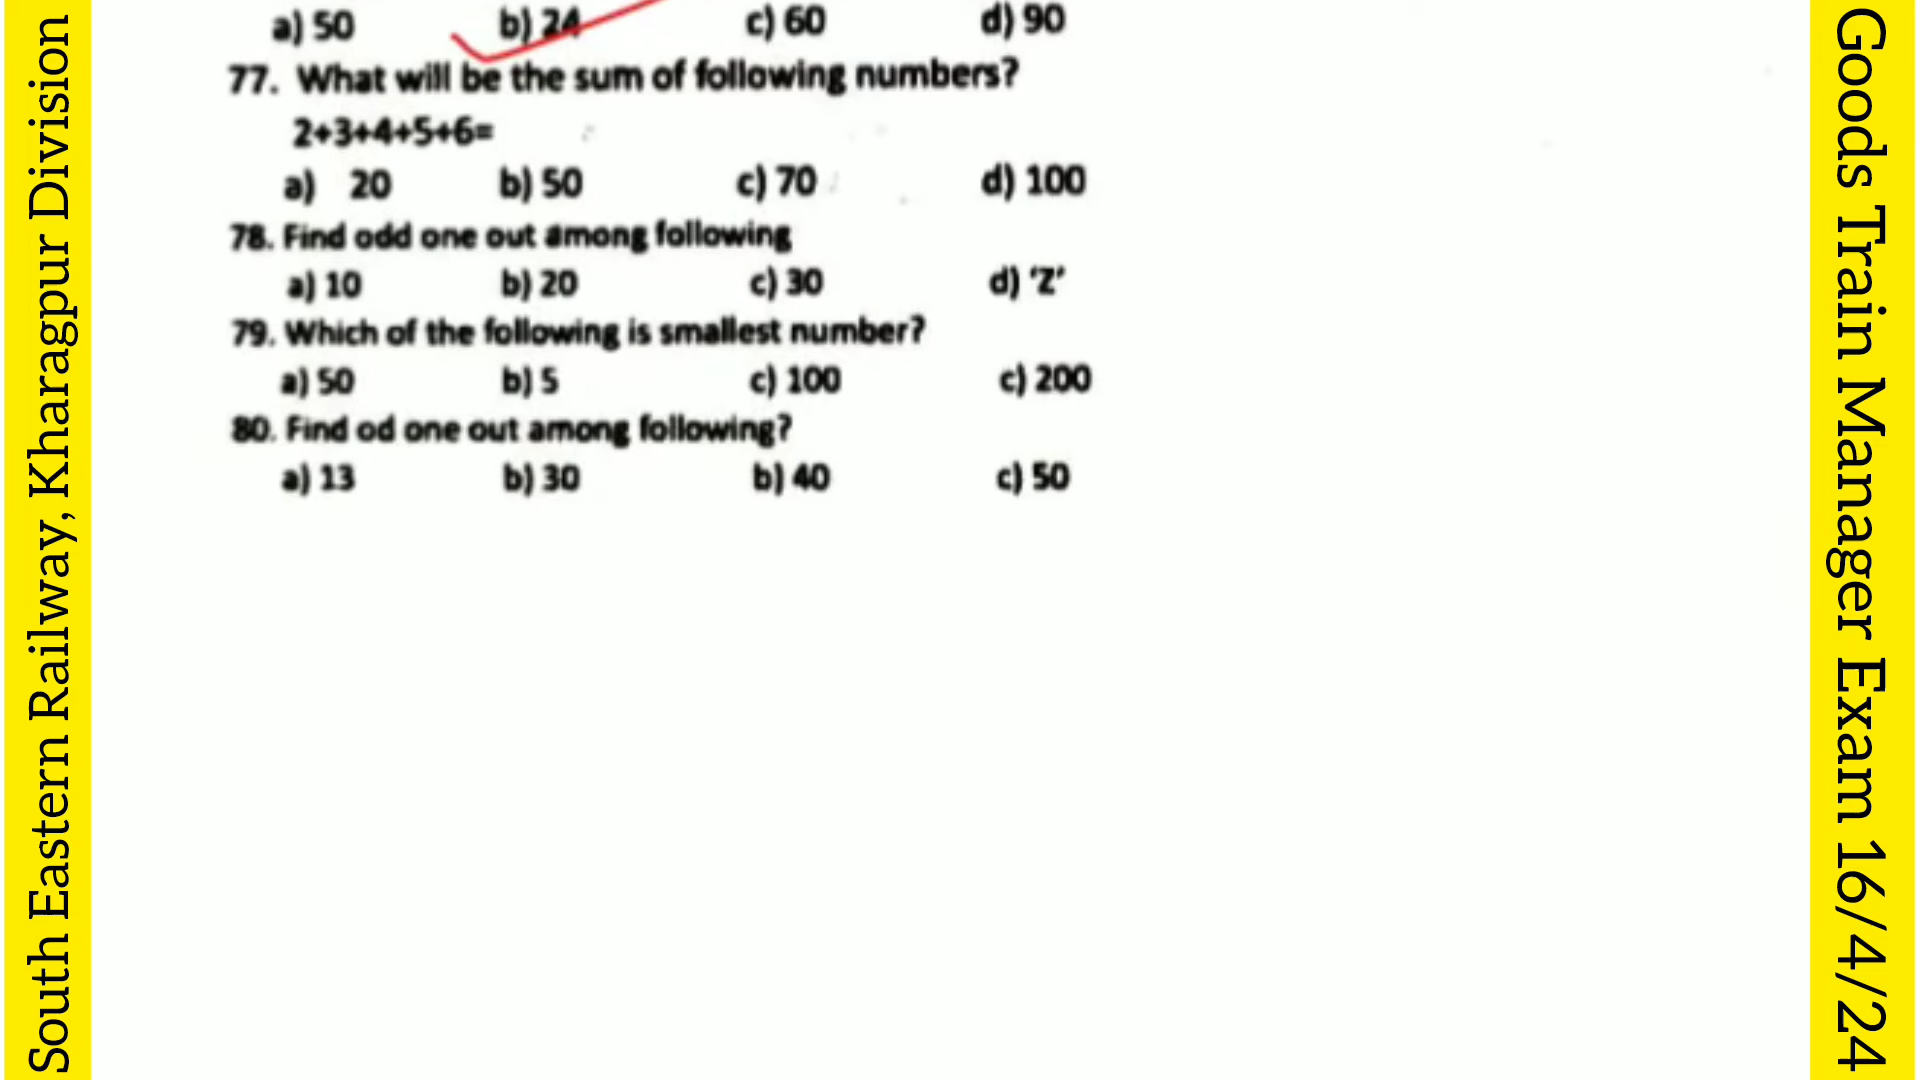 South Eastern Railway, Kharagpur Division
a) 50 b) 24 c) 60 d) 90
77. What will be the sum of following numbers?
2+3+4+5+6=
a) 20 b) 50 c) 70 d) 100
78. Find odd one out among following
a) 10 b) 20 c) 30 d) 'Z'
79. Which of the following is smallest number?
a) 50 b) 5 c) 100 c) 200
80. Find od one out among following?
a) 13 b) 30 b) 40 c) 50
Goods Train Manager Exam 16/4/24